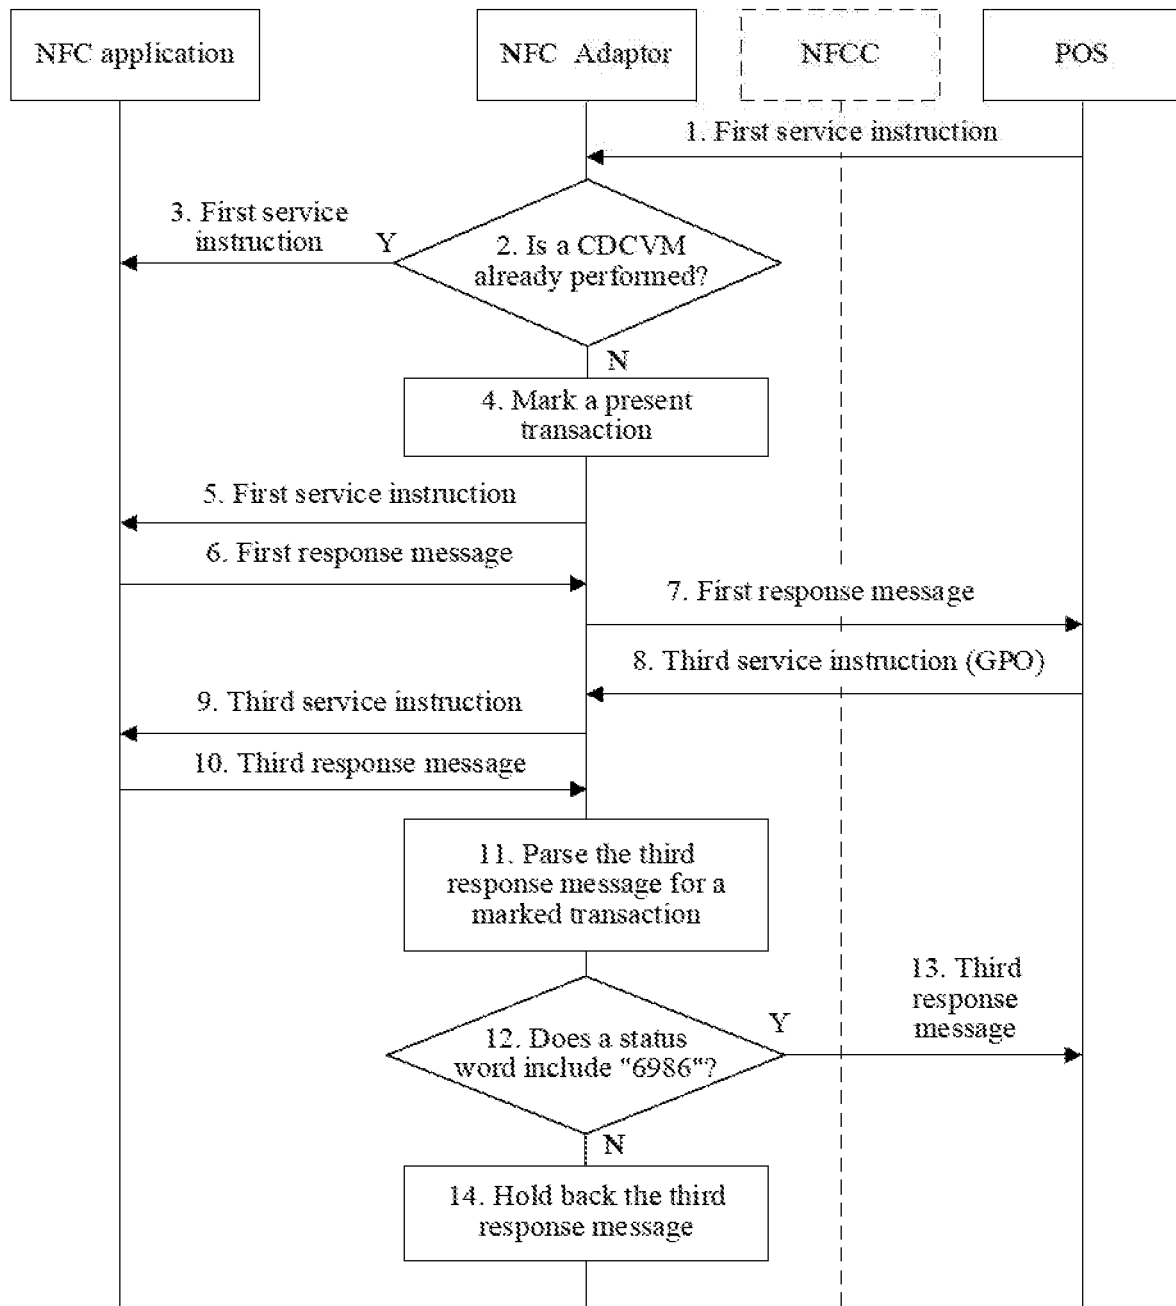 NFC application
NFC Adaptor
NFCC
POS
1. First service instruction
3. First service
instruction
Y
2. Is a CDCVM
already performed?
N
4. Mark a present
transaction
5. First service instruction
6. First response message
7. First response message
8. Third service instruction (GPO)
9. Third service instruction
10. Third response message
11. Parse the third
response message for a
marked transaction
13. Third
response
message
Y
12. Does a status
word include "6986"?
N
14. Hold back the third
response message